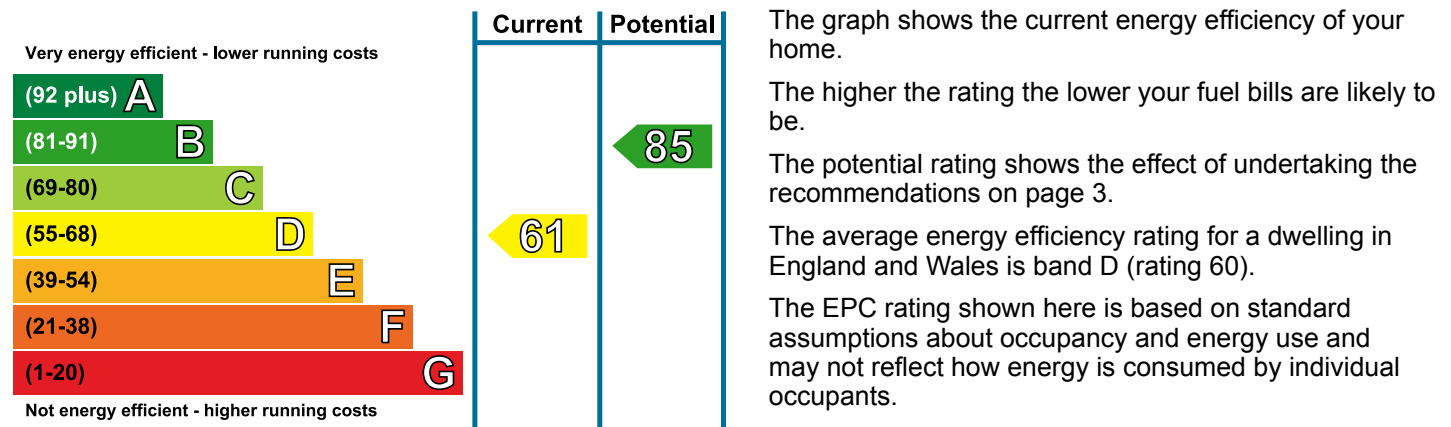 Current Potential
Very energy efficient - lower running costs
(92 plus) A
(81-91) B
85
(69-80) C
(55-68) D
61
(39-54) E
(21-38) F
(1-20) G
Not energy efficient - higher running costs
The graph shows the current energy efficiency of your
home.
The higher the rating the lower your fuel bills are likely to
be.
The potential rating shows the effect of undertaking the
recommendations on page 3.
The average energy efficiency rating for a dwelling in
England and Wales is band D (rating 60).
The EPC rating shown here is based on standard
assumptions about occupancy and energy use and
may not reflect how energy is consumed by individual
occupants.